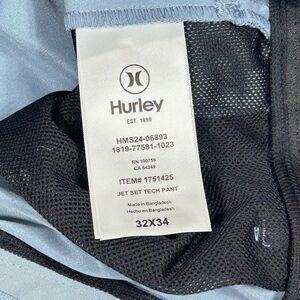 Hurley
EST. 1999
HMS24-06893
1819-77581-1023
RN 190759
CA 64249
ITEM# 1751425
JET SET TECH PANT
Made in Bangladesh
Hecho en Bangladesh
32X34